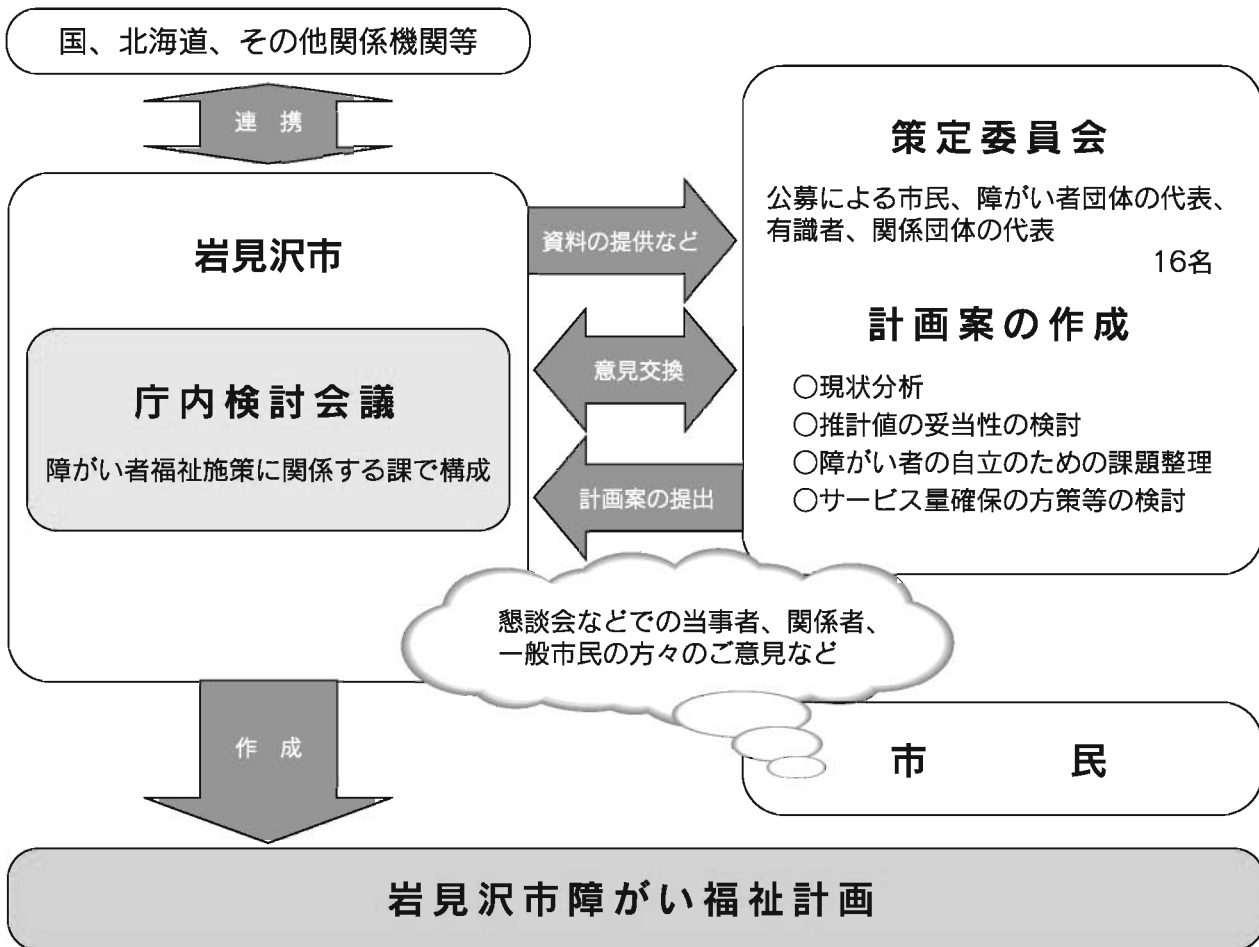 国、北海道、その他関係機関等
連 携
岩見沢市
庁内検討会議
障がい者福祉施策に関係する課で構成
資料の提供など
意見交換
計画案の提出
策定委員会
公募による市民、障がい者団体の代表、
有識者、関係団体の代表
16名
計画案の作成
○現状分析
○推計値の妥当性の検討
○障がい者の自立のための課題整理
○サービス量確保の方策等の検討
懇談会などでの当事者、関係者、
一般市民の方々のご意見など
市 民
作 成
岩見沢市障がい福祉計画